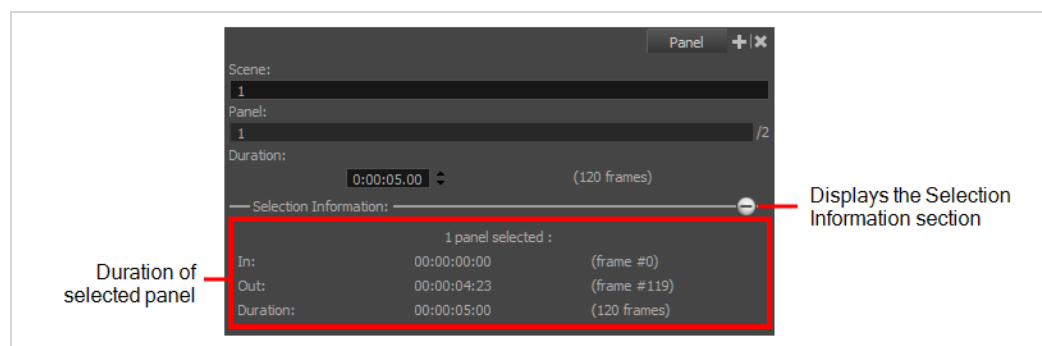 Panel
Scene:
1
Panel:
1 /2
Duration:
0:00:05.00 (120 frames)
Selection Information:
Displays the Selection
Information section
1 panel selected :
In: 00:00:00:00 (frame #0)
Out: 00:00:04:23 (frame #119)
Duration: 00:00:05:00 (120 frames)
Duration of
selected panel